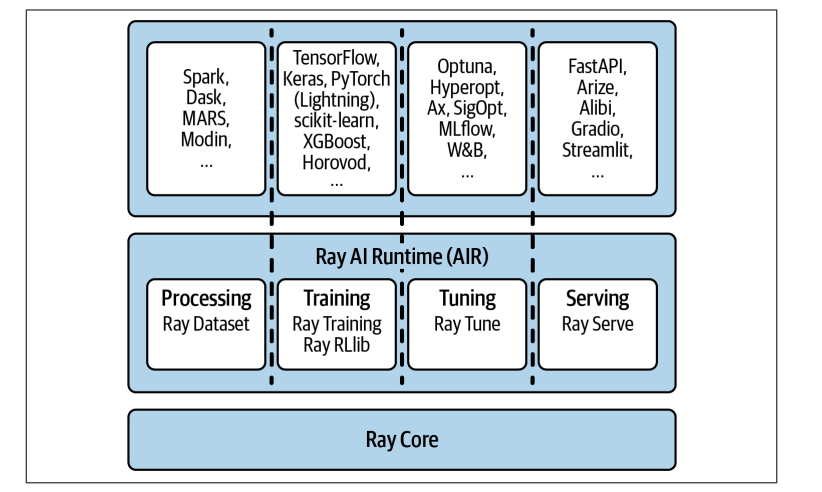 Spark,
Dask,
MARS,
Modin,
...
TensorFlow,
Keras, PyTorch
(Lightning),
scikit-learn,
XGBoost,
Horovod,
...
Optuna,
Hyperopt,
Ax, SigOpt,
MLflow,
W&B,
...
FastAPI,
Arize,
Alibi,
Gradio,
Streamlit,
...
Ray AI Runtime (AIR)
Processing
Ray Dataset
Training
Ray Training
Ray RLlib
Tuning
Ray Tune
Serving
Ray Serve
Ray Core